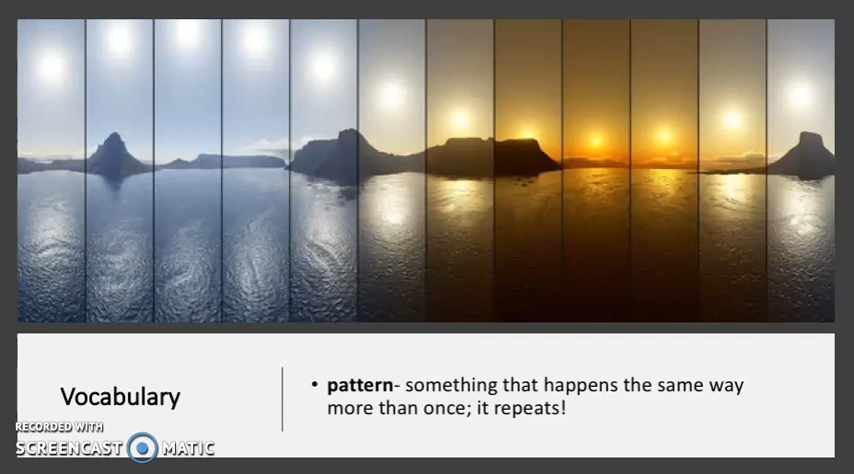 Vocabulary
• pattern- something that happens the same way
more than once; it repeats!
RECORDED WITH
SCREENCAST MATIC